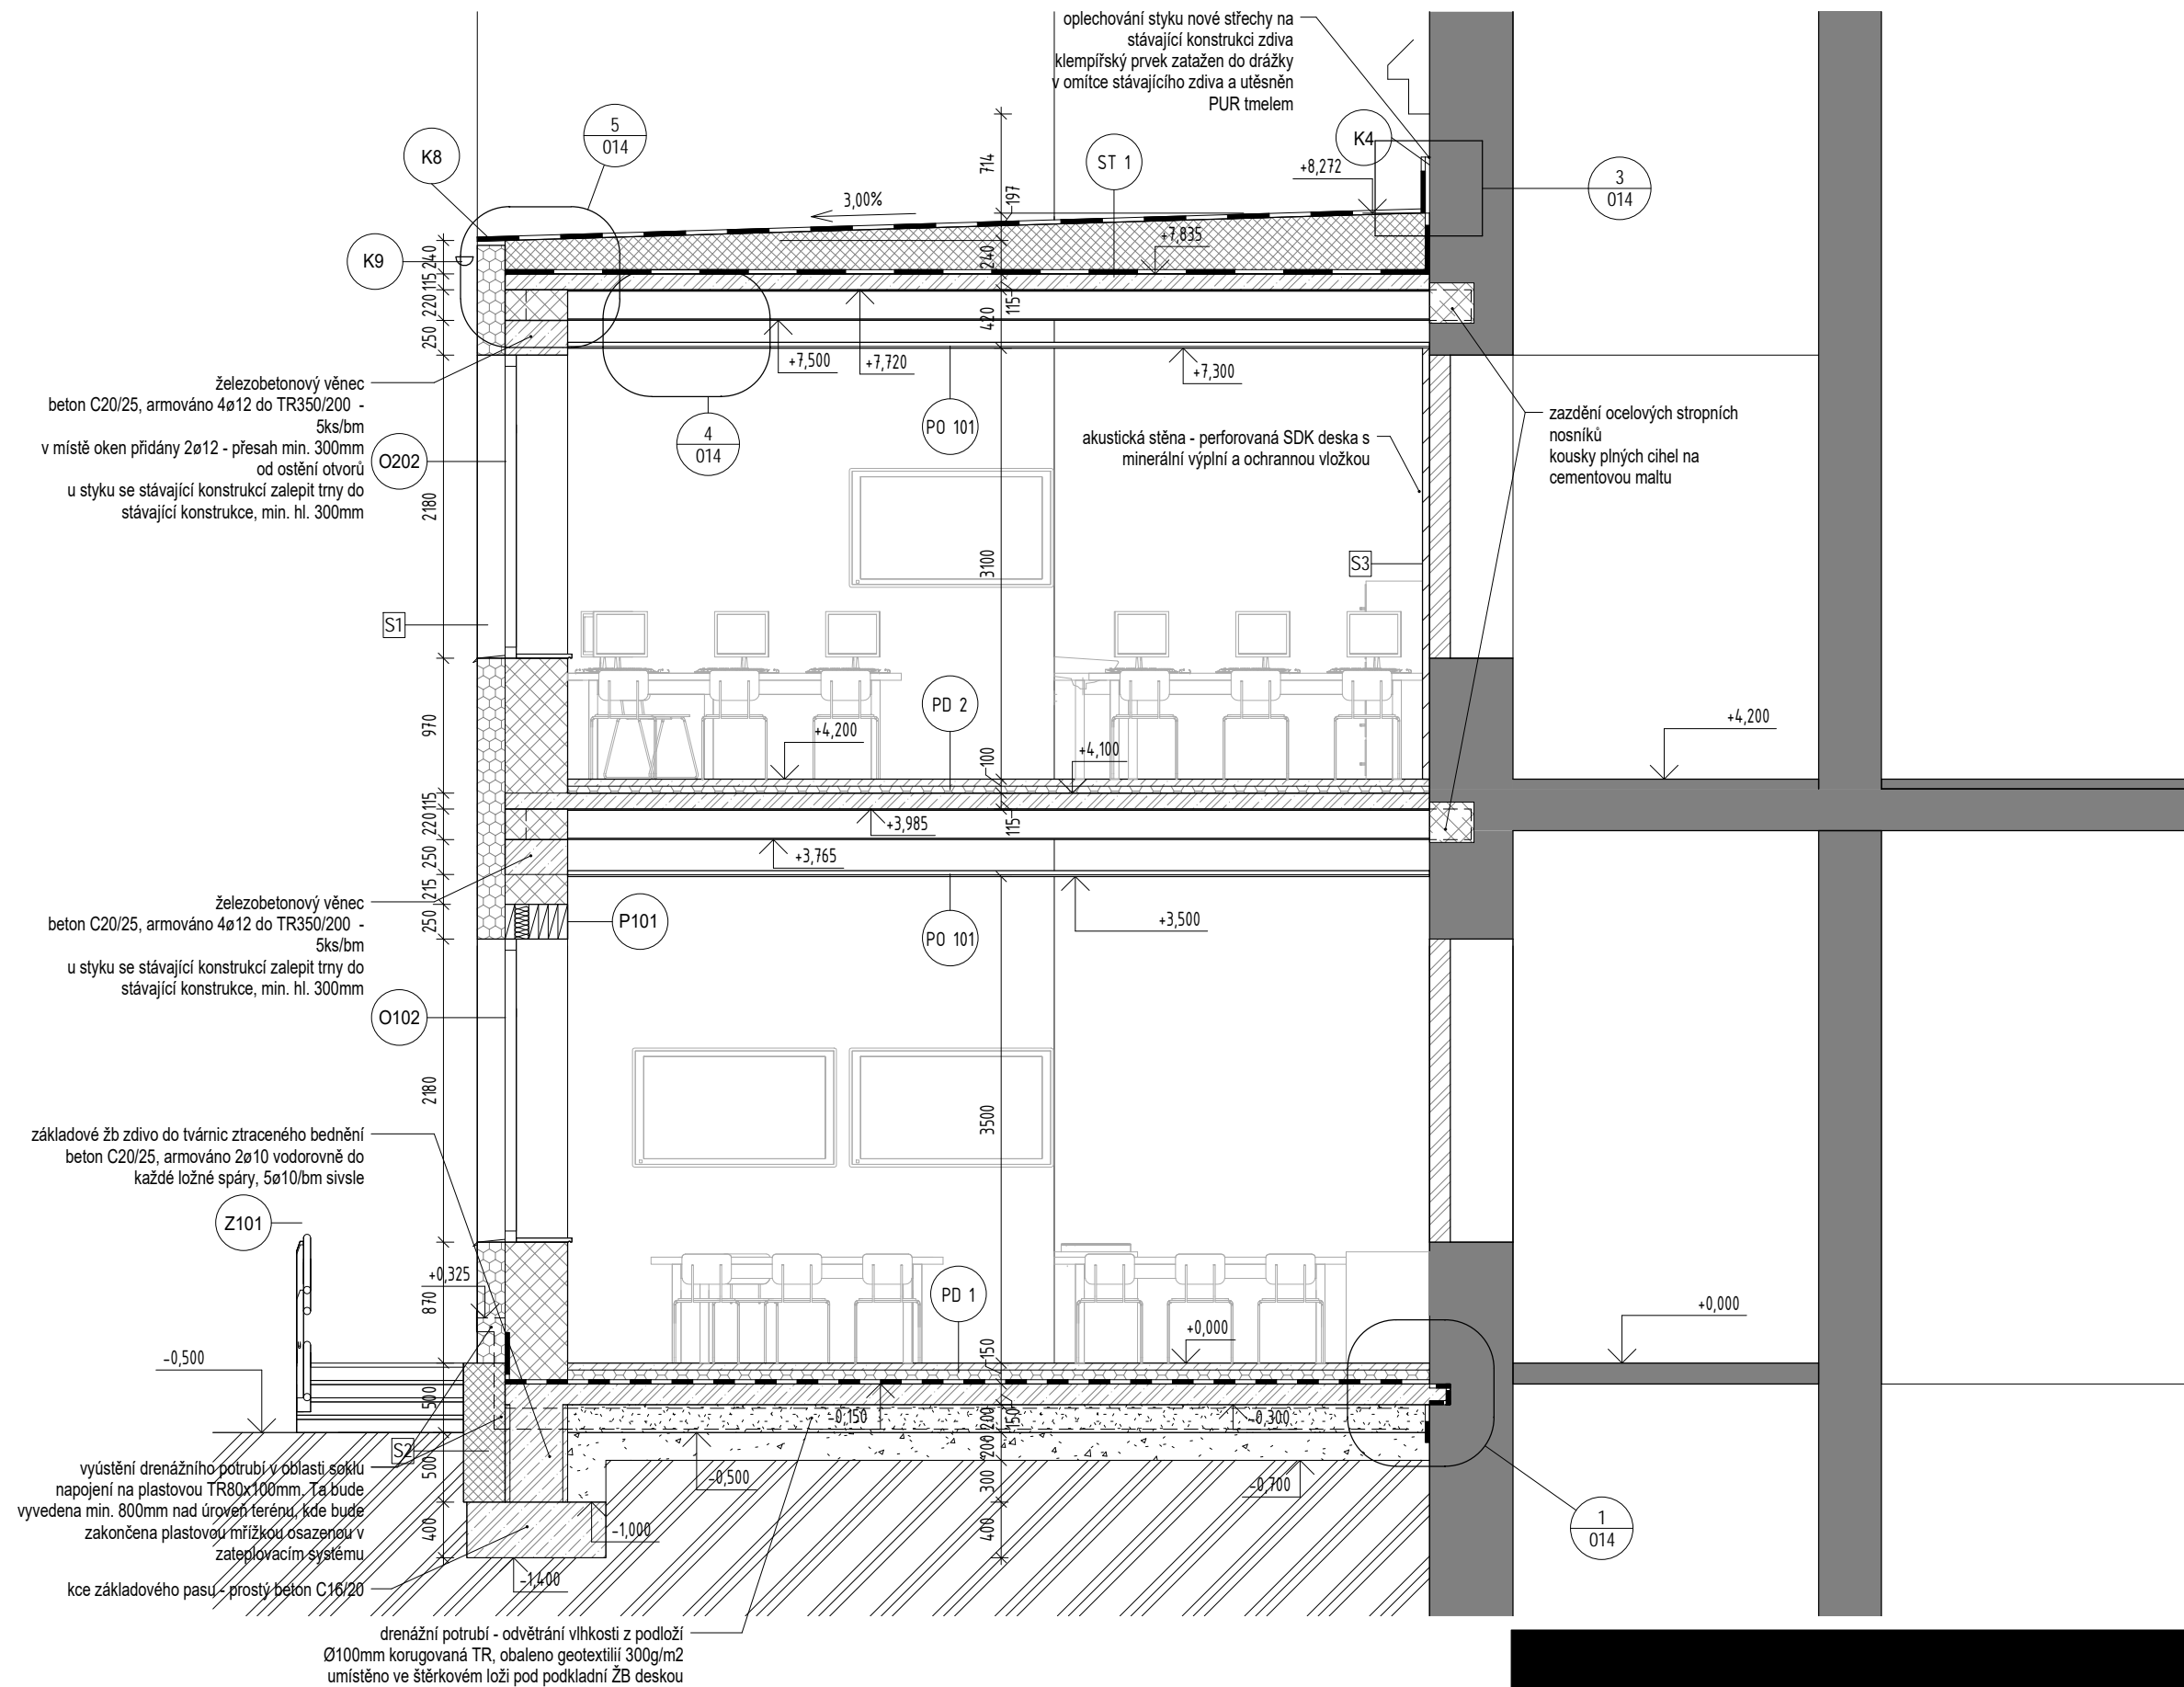 oplechování styku nové střechy na
stávající konstrukci zdiva
klempířský prvek zatažen do drážky
v omítce stávajícího zdiva a utěsněn
PUR tmelem
5
014
K8
K9
714
197
ST 1
K4
+8,272
3
014
3,00%
+7,835
240
115
220
250
240
115
420
+7,500
+7,720
+7,300
železobetonový věnec
beton C20/25, armováno 4ø12 do TR350/200 -
5ks/bm
v místě oken přidány 2ø12 - přesah min. 300mm
od ostění otvorů
u styku se stávající konstrukcí zalepit trny do
stávající konstrukce, min. hl. 300mm
O202
2180
4
014
PO 101
akustická stěna - perforovaná SDK deska s
minerální výplní a ochrannou vložkou
zazdění ocelových stropních
nosníků
kousky plných cihel na
cementovou maltu
3100
S3
S1
970
PD 2
+4,200
100
+4,100
+4,200
115
220
250
215
250
+3,985
115
+3,765
+3,500
železobetonový věnec
beton C20/25, armováno 4ø12 do TR350/200 -
5ks/bm
u styku se stávající konstrukcí zalepit trny do
stávající konstrukce, min. hl. 300mm
P101
PO 101
O102
2180
3500
základové žb zdivo do tvárnic ztraceného bednění
beton C20/25, armováno 2ø10 vodorovně do
každé ložné spáry, 5ø10/bm sivsle
Z101
+0,325
870
PD 1
+0,000
+0,000
150
-0,500
500
-0,150
200
150
-0,300
S2
500
200
-0,500
300
-0,700
vyústění drenážního potrubí v oblasti soklu
napojení na plastovou TR80x100mm. Ta bude
vyvedena min. 800mm nad úroveň terénu, kde bude
zakončena plastovou mřížkou osazenou v
zateplovacím systému
400
-1,000
400
1
014
-1,400
kce základového pasu - prostý beton C16/20
drenážní potrubí - odvětrání vlhkosti z podloží
Ø100mm korugovaná TR, obaleno geotextilií 300g/m2
umístěno ve štěrkovém loži pod podkladní ŽB deskou